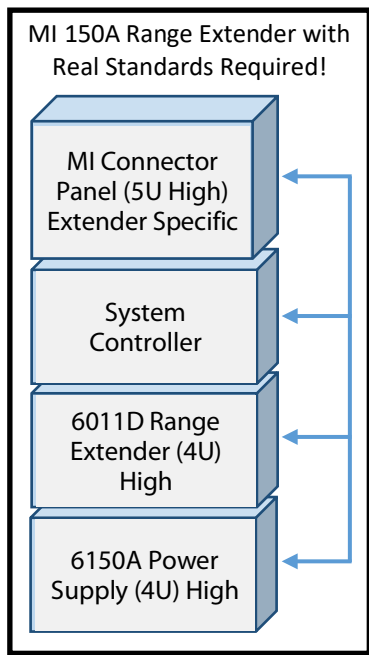 MI 150A Range Extender with
Real Standards Required!
MI Connector
Panel (5U High)
Extender Specific
System
Controller
6011D Range
Extender (4U)
High
6150A Power
Supply (4U) High